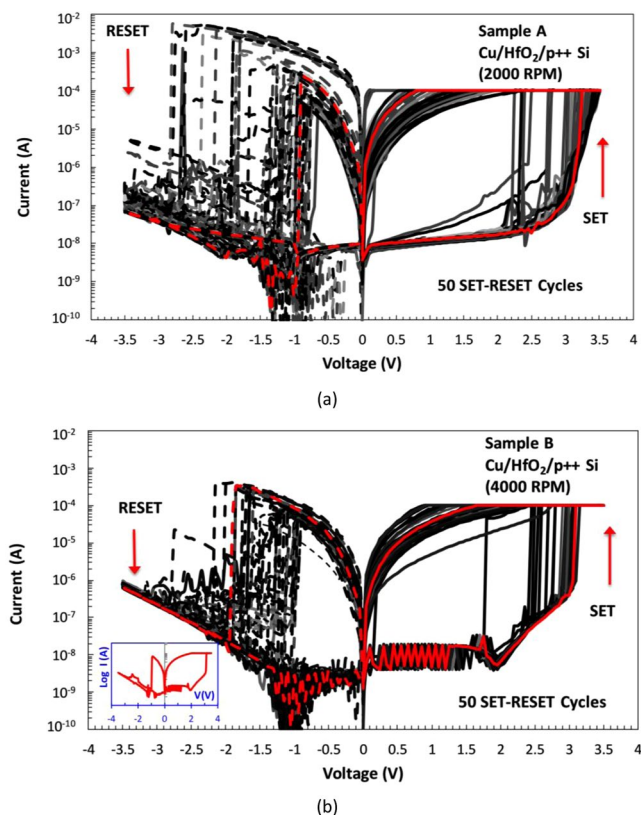 (a)
10⁻² 10⁻³ 10⁻⁴ 10⁻⁵ 10⁻⁶ 10⁻⁷ 10⁻⁸ 10⁻⁹ 10⁻¹⁰
Current (A)
RESET
Sample A
Cu/HfO₂/p++ Si
(2000 RPM)
SET
50 SET-RESET Cycles
-4 -3.5 -3 -2.5 -2 -1.5 -1 -0.5 0 0.5 1 1.5 2 2.5 3 3.5 4
Voltage (V)
(a)
10⁻² 10⁻³ 10⁻⁴ 10⁻⁵ 10⁻⁶ 10⁻⁷ 10⁻⁸ 10⁻⁹ 10⁻¹⁰
Current (A)
Sample B
Cu/HfO₂/p++ Si
(4000 RPM)
RESET
SET
Log I (A)
V(V)
-4 -2 0 2 4
50 SET-RESET Cycles
-4 -3.5 -3 -2.5 -2 -1.5 -1 -0.5 0 0.5 1 1.5 2 2.5 3 3.5 4
Voltage (V)
(b)